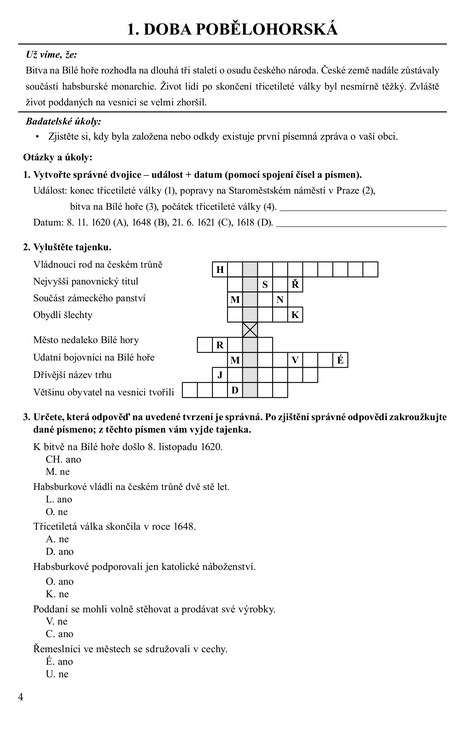 1. DOBA POBĚLOHORSKÁ
Už víme, že:
Bitva na Bílé hoře rozhodla na dlouhá tři staletí o osudu českého národa. České země nadále zůstávaly
součástí habsburské monarchie. Život lidí po skončení třicetileté války byl nesmírně těžký. Zvláště
život poddaných na vesnici se velmi zhoršil.
Badatelské úkoly:
• Zjistěte si, kdy byla založena nebo odkdy existuje první písemná zpráva o vaší obci.
Otázky a úkoly:
1. Vytvořte správné dvojice – událost + datum (pomocí spojení čísel a písmen).
Událost: konec třicetileté války (1), popravy na Staroměstském náměstí v Praze (2),
bitva na Bílé hoře (3), počátek třicetileté války (4).
Datum: 8. 11. 1620 (A), 1648 (B), 21. 6. 1621 (C), 1618 (D).
2. Vyluštěte tajenku.
Vládnoucí rod na českém trůně
H
Nejvyšší panovnický titul
S Ř
Součást zámeckého panství
M N
Obydlí šlechty
K
Město nedaleko Bílé hory
R
Udatní bojovníci na Bílé hoře
M V É
Dřívější název trhu
J
Většinu obyvatel na vesnici tvořili
D
3. Určete, která odpověď na uvedené tvrzení je správná. Po zjištění správné odpovědi zakroužkujte
dané písmeno; z těchto písmen vám vyjde tajenka.
K bitvě na Bílé hoře došlo 8. listopadu 1620.
CH. ano
M. ne
Habsburkové vládli na českém trůně dvě stě let.
L. ano
O. ne
Třicetiletá válka skončila v roce 1648.
A. ne
D. ano
Habsburkové podporovali jen katolické náboženství.
O. ano
K. ne
Poddaní se mohli volně stěhovat a prodávat své výrobky.
V. ne
C. ano
Řemeslníci ve městech se sdružovali v cechy.
É. ano
U. ne
4